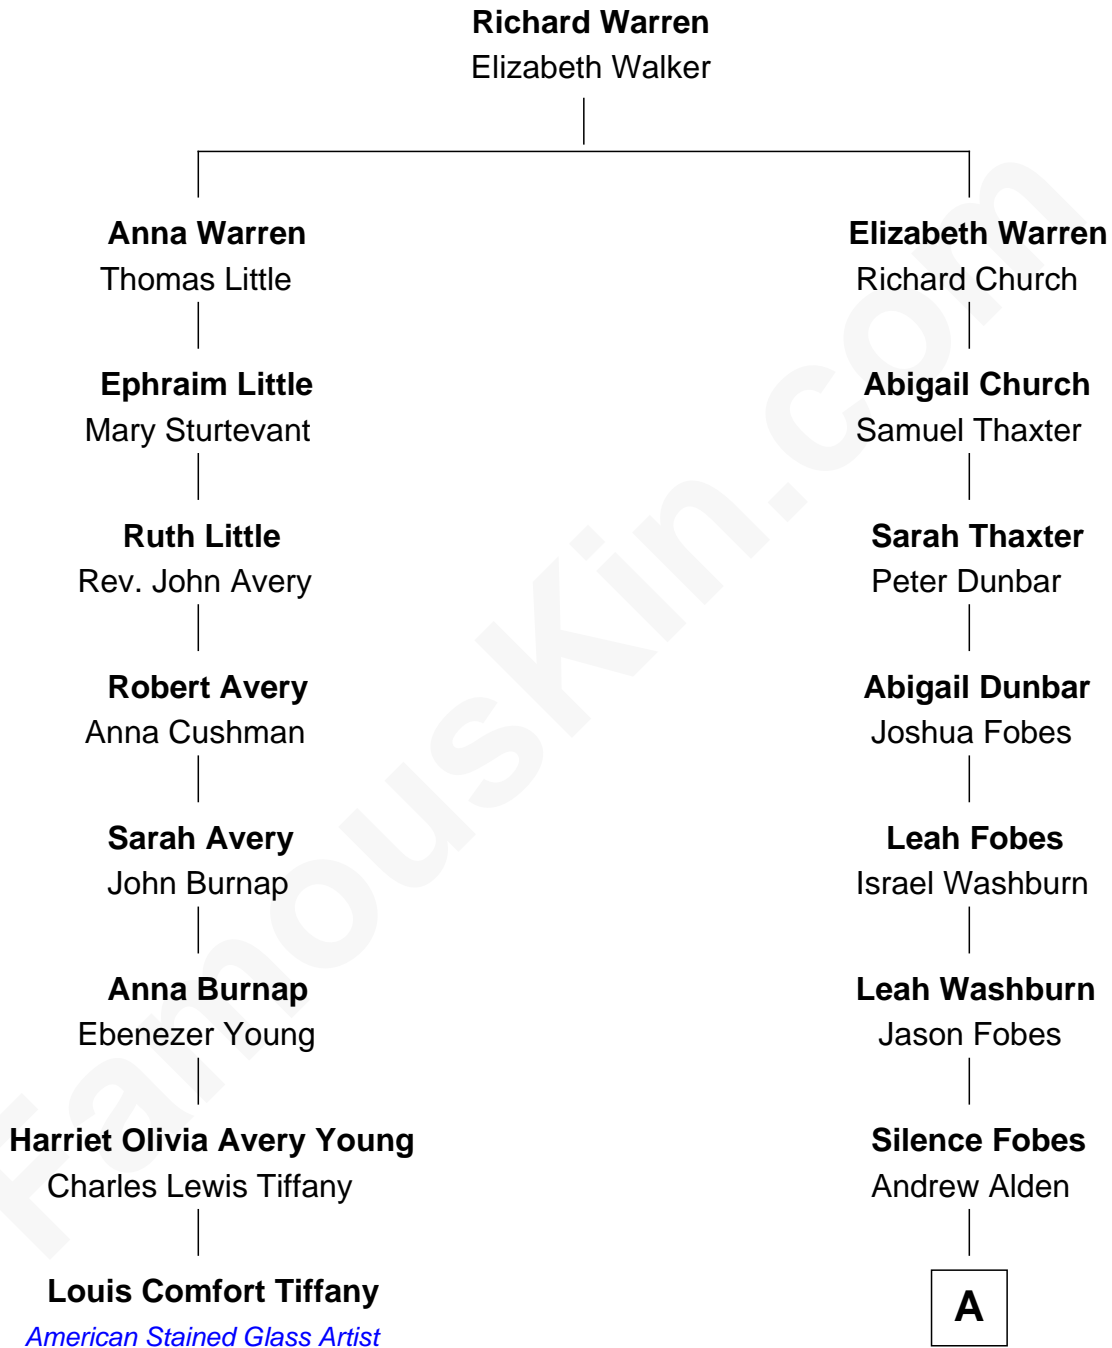 Richard Warren
Elizabeth Walker
Anna Warren
Thomas Little
Ephraim Little
Mary Sturtevant
Ruth Little
Rev. John Avery
Robert Avery
Anna Cushman
Sarah Avery
John Burnap
Anna Burnap
Ebenezer Young
Harriet Olivia Avery Young
Charles Lewis Tiffany
Louis Comfort Tiffany
American Stained Glass Artist
Elizabeth Warren
Richard Church
Abigail Church
Samuel Thaxter
Sarah Thaxter
Peter Dunbar
Abigail Dunbar
Joshua Fobes
Leah Fobes
Israel Washburn
Leah Washburn
Jason Fobes
Silence Fobes
Andrew Alden
A
FamousKin.com